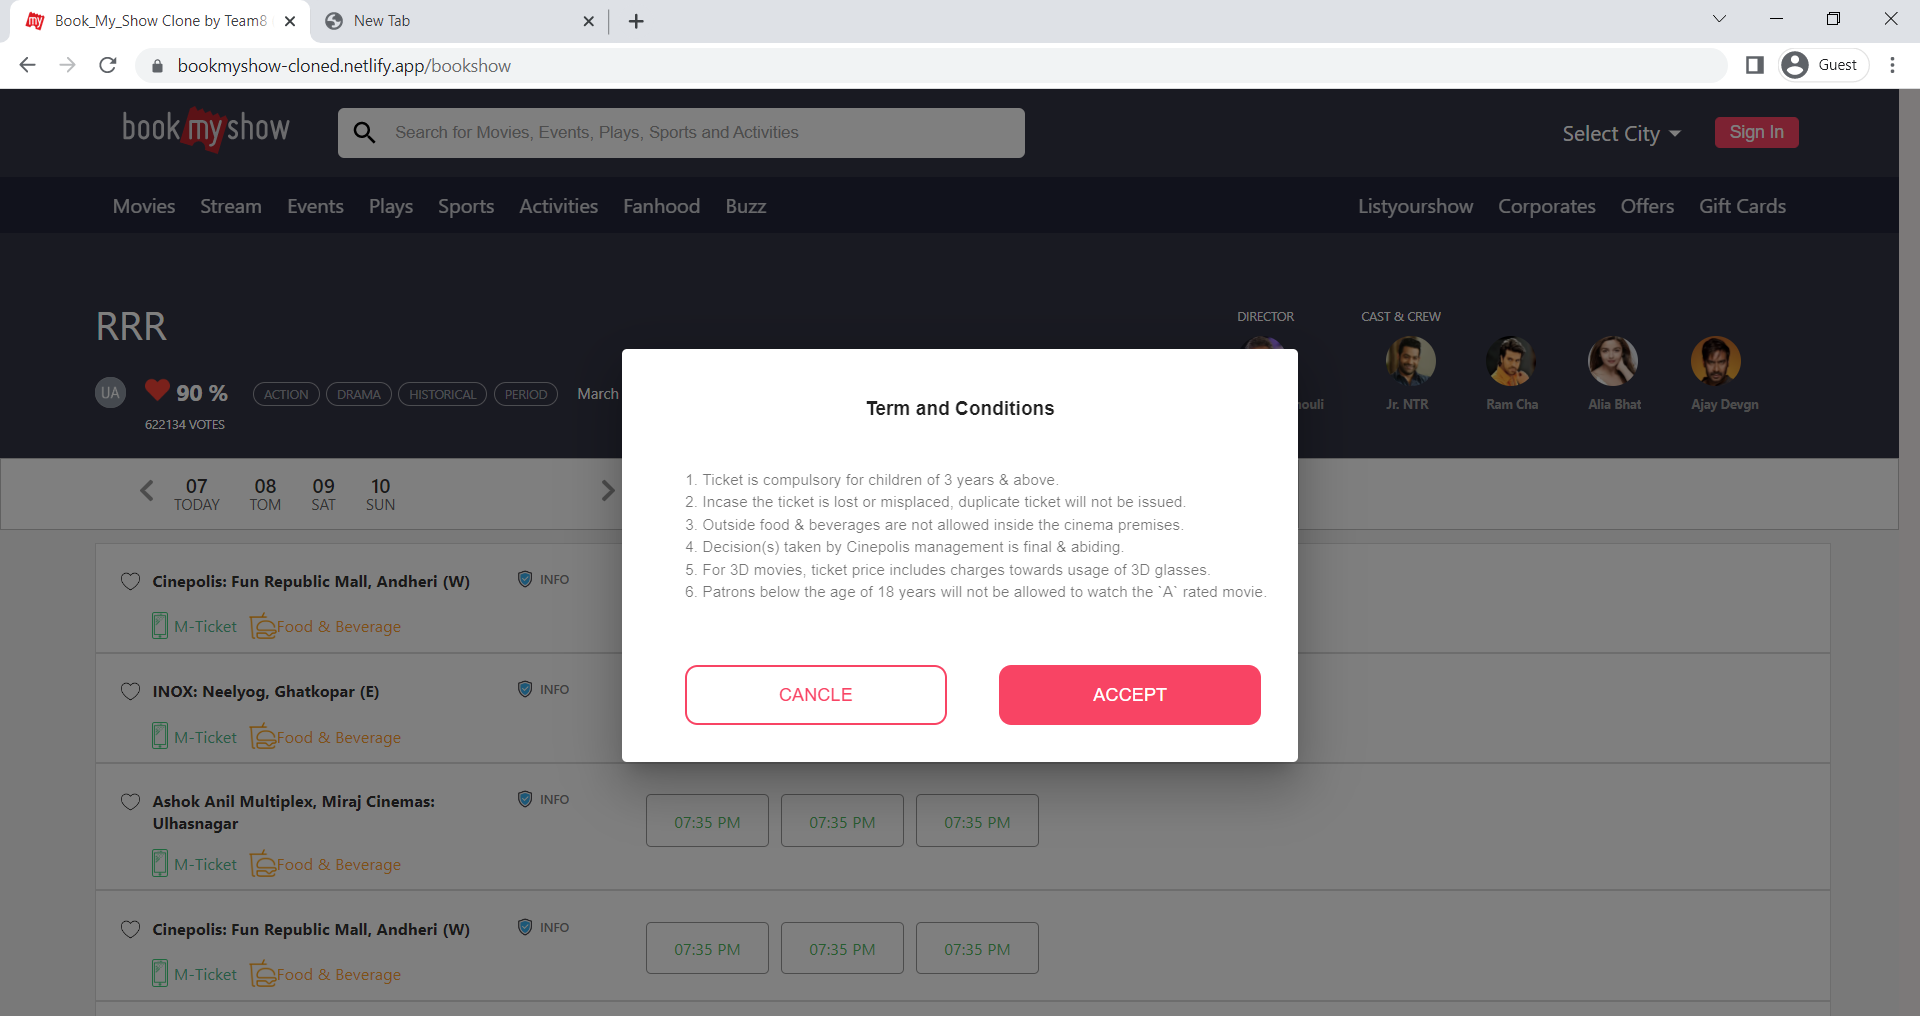 Book_My_Show Clone by Team8
New Tab
bookmyshow-cloned.netlify.app/bookshow
Guest
book my show
Search for Movies, Events, Plays, Sports and Activities
Select City
Sign In
Movies Stream Events Plays Sports Activities Fanhood Buzz
Listyourshow Corporates Offers Gift Cards
RRR
DIRECTOR
CAST & CREW
UA
90 %
ACTION DRAMA HISTORICAL PERIOD
March
622134 VOTES
ouli
Jr. NTR
Ram Cha
Alia Bhat
Ajay Devgn
Term and Conditions
1. Ticket is compulsory for children of 3 years & above.
2. Incase the ticket is lost or misplaced, duplicate ticket will not be issued.
3. Outside food & beverages are not allowed inside the cinema premises.
4. Decision(s) taken by Cinepolis management is final & abiding.
5. For 3D movies, ticket price includes charges towards usage of 3D glasses.
6. Patrons below the age of 18 years will not be allowed to watch the `A` rated movie.
CANCLE
ACCEPT
07 08 09 10
TODAY TOM SAT SUN
Cinepolis: Fun Republic Mall, Andheri (W)
INFO
M-Ticket Food & Beverage
INOX: Neelyog, Ghatkopar (E)
INFO
M-Ticket Food & Beverage
Ashok Anil Multiplex, Miraj Cinemas:
Ulhasnagar
INFO
07:35 PM 07:35 PM 07:35 PM
M-Ticket Food & Beverage
Cinepolis: Fun Republic Mall, Andheri (W)
INFO
07:35 PM 07:35 PM 07:35 PM
M-Ticket Food & Beverage